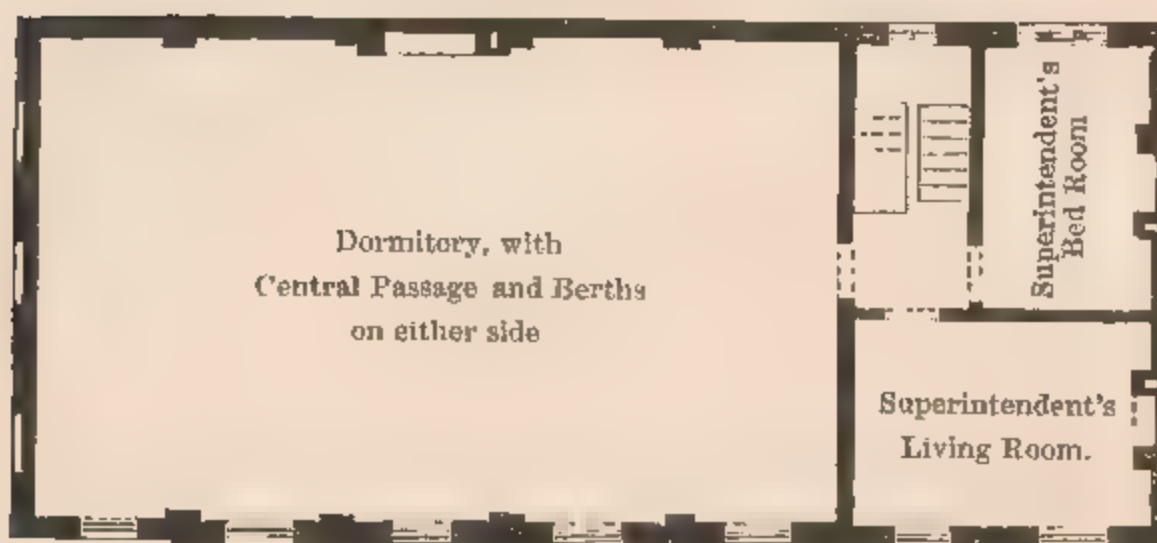 Dormitory, with
Central Passage and Berths
on either side
Superintendent's
Bed Room
Superintendent's
Living Room.